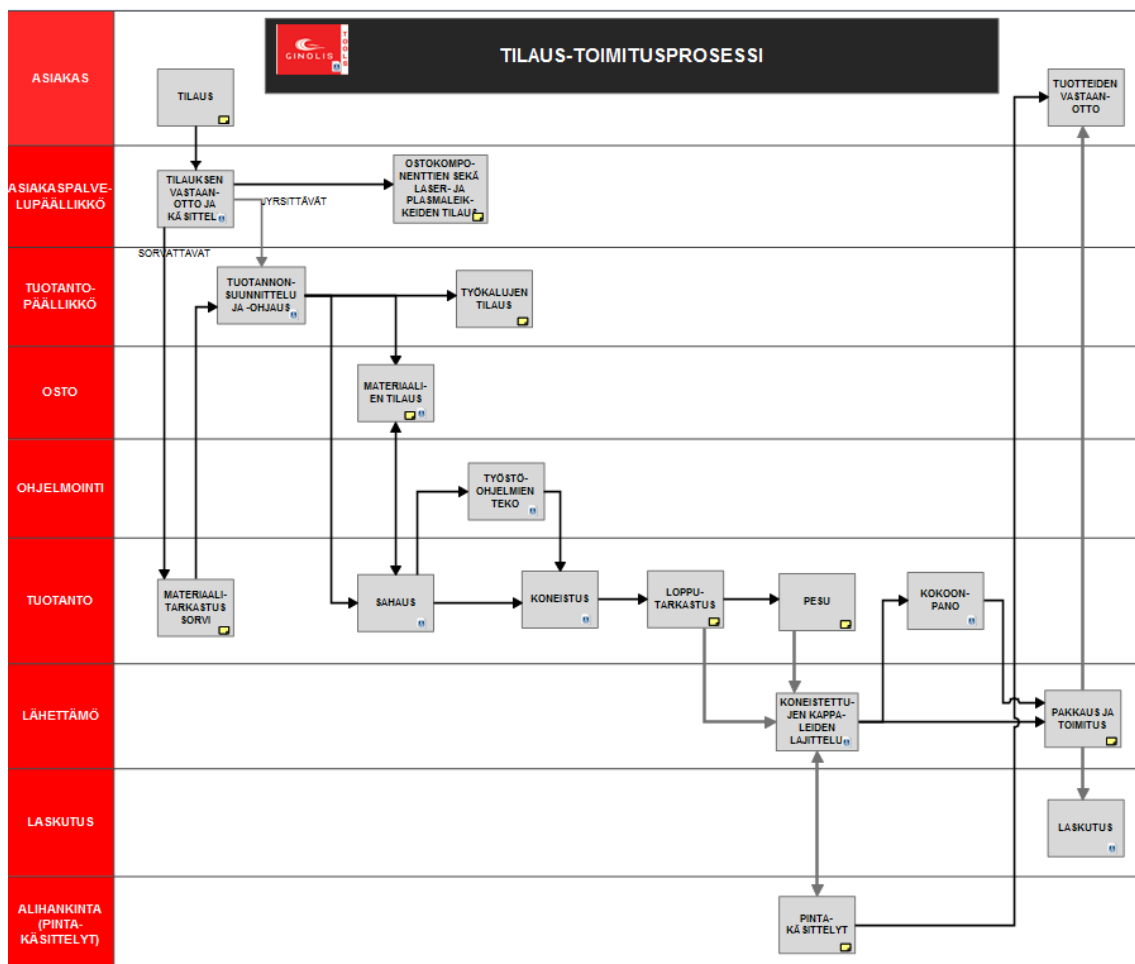 GINOLIS
TOOLS
TILAUS-TOIMITUSPROSESSI
ASIAKAS
TILAUS
TUOTTEIDEN
VASTAAN-
OTTO
ASIAKASPALVE-
LUPÄÄLLIKKÖ
TILAUKSEN
VASTAAN-
OTTO JA
KÄSITTEL
OSTOKOMPO-
NENTTIEN SEKÄ
LASER- JA
PLASMALEIK-
KEIDEN TILAUS
JYRSITTÄVÄT
SORVATTAVAT
TUOTANTO-
PÄÄLLIKKÖ
TUOTANNON-
SUUNNITTELU
JA -OHJAUS
TYÖKALUJEN
TILAUS
OSTO
MATERIAALI-
EN TILAUS
OHJELMOINTI
TYÖSTÖ-
OHJELMIEN
TEKO
TUOTANTO
MATERIAALI-
TARKASTUS
SORVI
SAHAUS
KONEISTUS
LOPPU-
TARKASTUS
PESU
KOKOON-
PANO
LÄHETTÄMÖ
KONEISTETTU-
JEN KAPPA-
LEIDEN
LAJITTELU
PAKKAUS JA
TOIMITUS
LASKUTUS
LASKUTUS
ALIHANKINTA
(PINTA-
KÄSITTELYT)
PINTA-
KÄSITTELYT